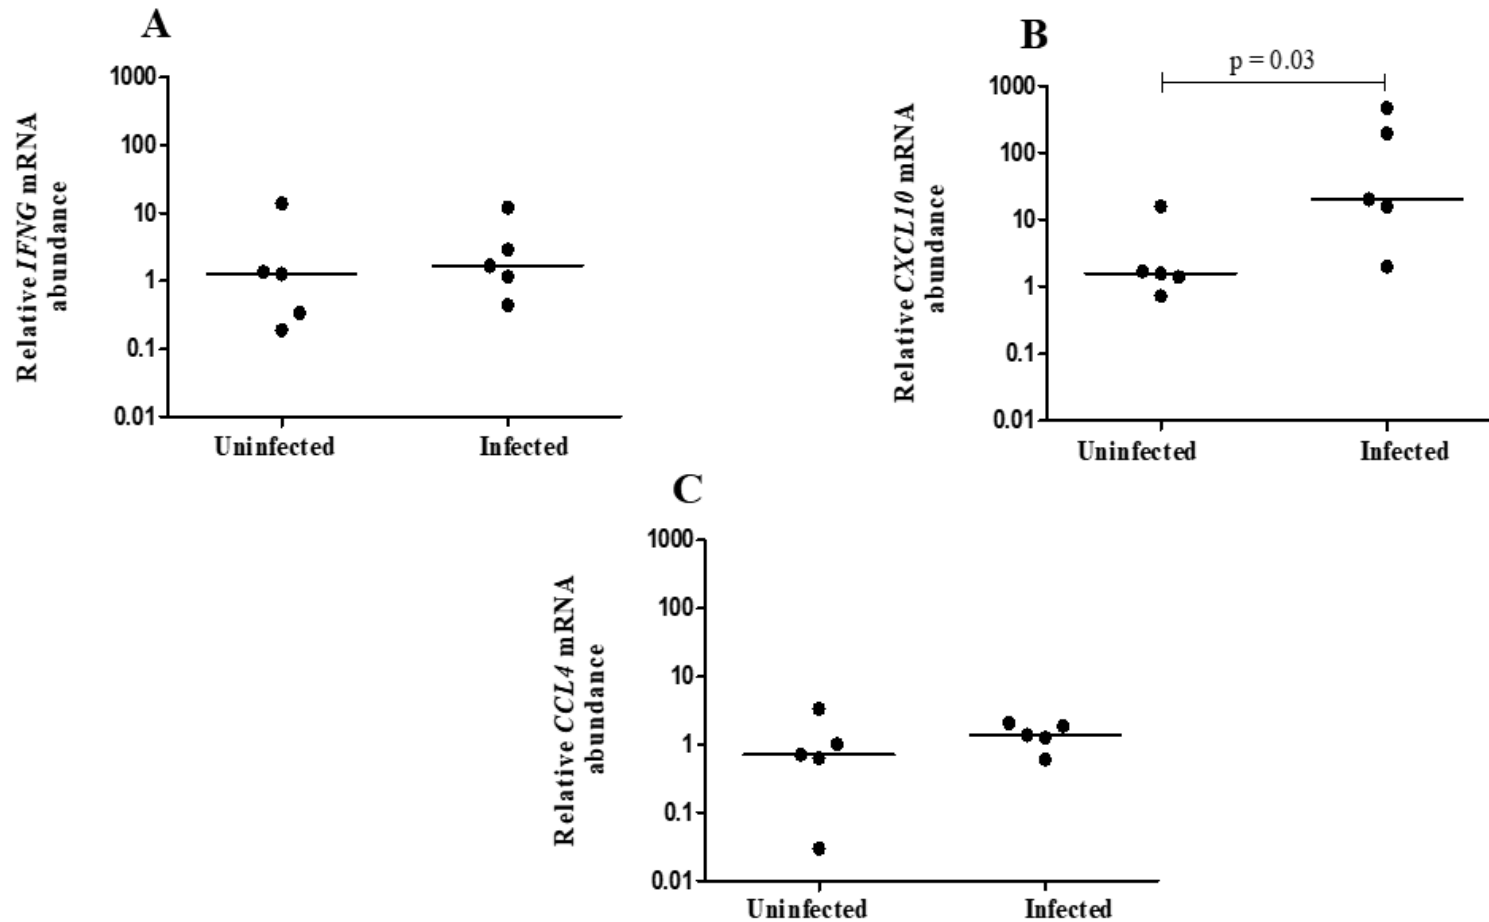 A
Relative IFNG mRNA
abundance
1000
100
10
1
0.1
0.01
Uninfected
Infected
B
p = 0.03
Relative CXCL10 mRNA
abundance
1000
100
10
1
0.1
0.01
Uninfected
Infected
C
Relative CCL4 mRNA
abundance
1000
100
10
1
0.1
0.01
Uninfected
Infected